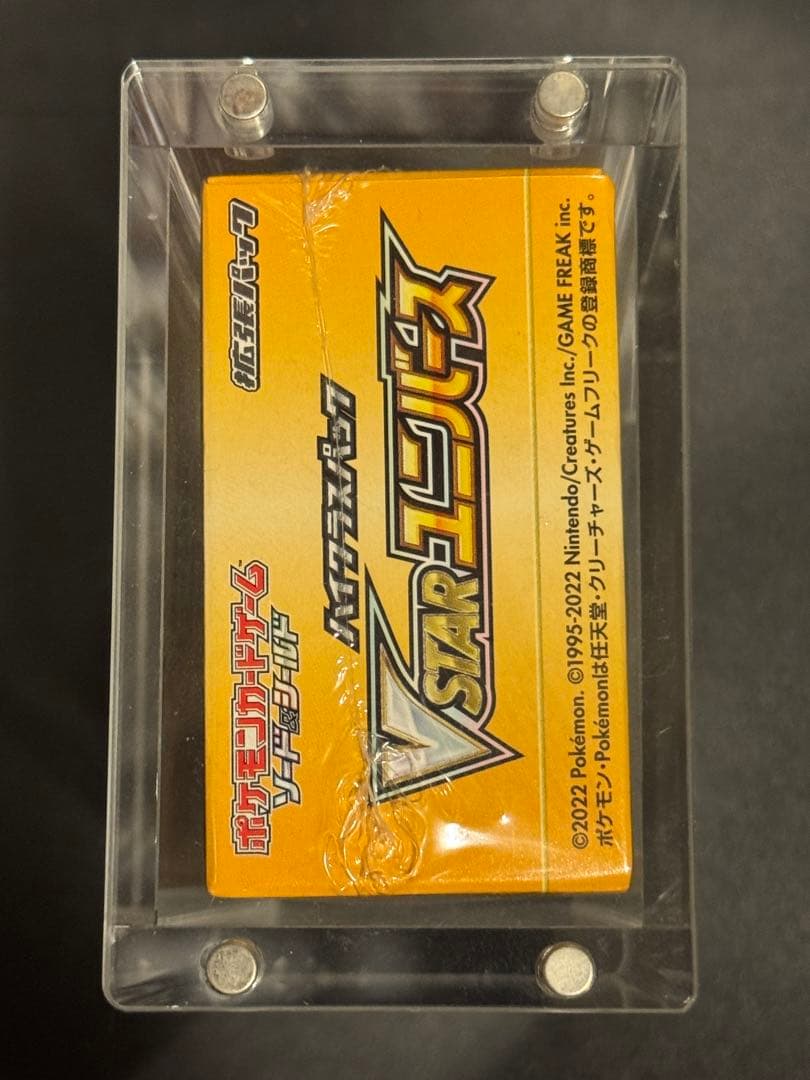 ポケモンカードゲーム
ソード&シールド
拡張パック
ハイクラスパック
VSTARユニバース
©2022 Pokémon. ©1995-2022 Nintendo/Creatures Inc./GAME FREAK inc.
ポケモン・Pokémonは任天堂・クリーチャーズ・ゲームフリークの登録商標です。